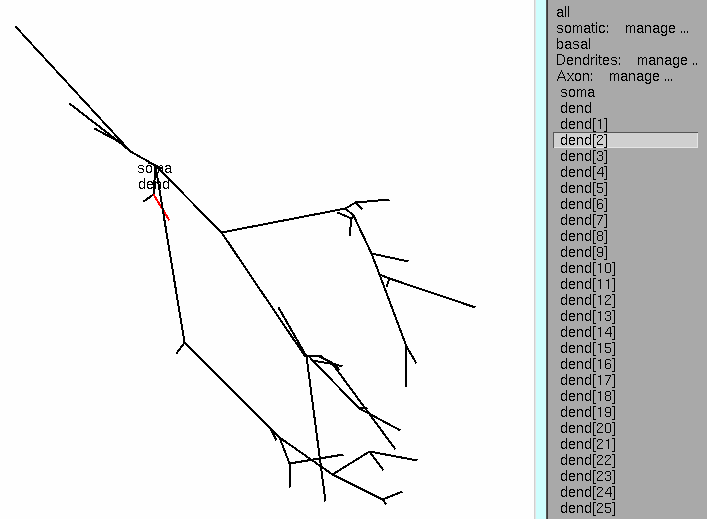 soma
dend
all
somatic: manage ...
basal
Dendrites: manage ..
Axon: manage ...
soma
dend
dend[1]
dend[2]
dend[3]
dend[4]
dend[5]
dend[6]
dend[7]
dend[8]
dend[9]
dend[10]
dend[11]
dend[12]
dend[13]
dend[14]
dend[15]
dend[16]
dend[17]
dend[18]
dend[19]
dend[20]
dend[21]
dend[22]
dend[23]
dend[24]
dend[25]